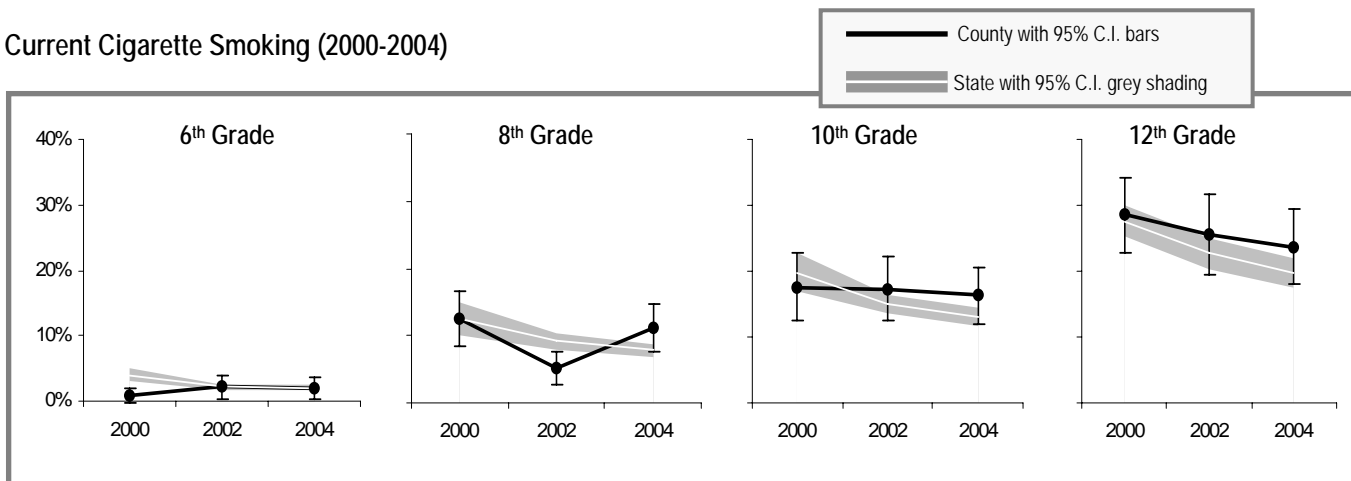 Current Cigarette Smoking (2000-2004)
County with 95% C.I. bars
State with 95% C.I. grey shading
6th Grade
8th Grade
10th Grade
12th Grade
40%
30%
20%
10%
0%
2000 2002 2004
2000 2002 2004
2000 2002 2004
2000 2002 2004